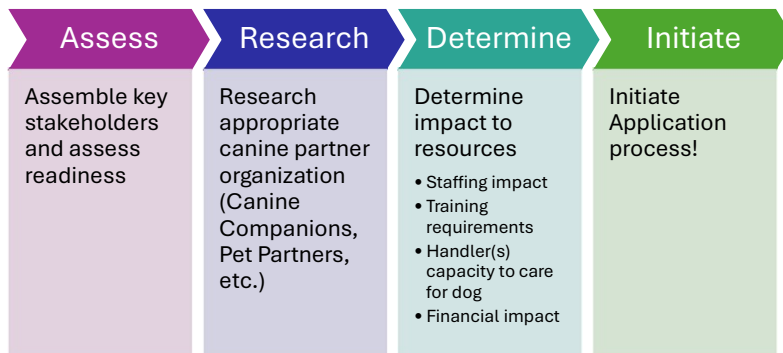 Assess
Assemble key
stakeholders
and assess
readiness
Research
Research
appropriate
canine partner
organization
(Canine
Companions,
Pet Partners,
etc.)
Determine
Determine
impact to
resources
• Staffing impact
• Training
requirements
• Handler(s)
capacity to care
for dog
• Financial impact
Initiate
Initiate
Application
process!